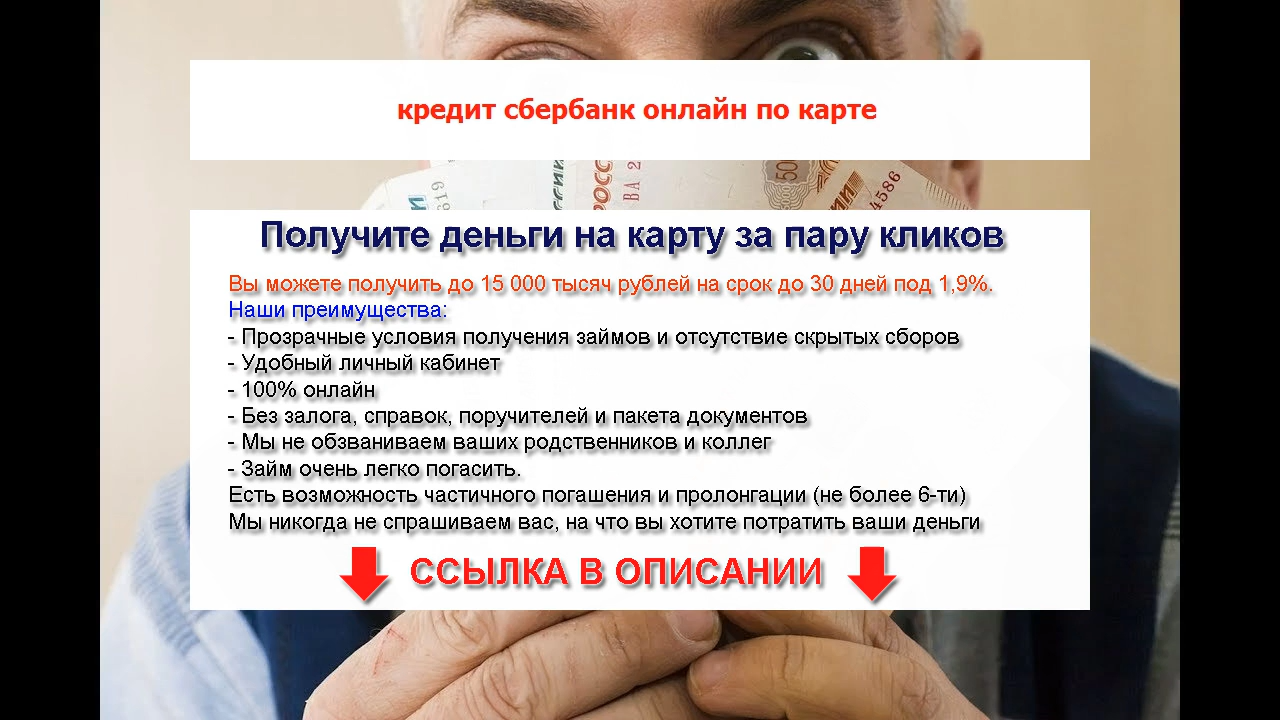 кредит сбербанк онлайн по карте
Получите деньги на карту за пару кликов
Вы можете получить до 15 000 тысяч рублей на срок до 30 дней под 1,9%.
Наши преимущества:
- Прозрачные условия получения займов и отсутствие скрытых сборов
- Удобный личный кабинет
- 100% онлайн
- Без залога, справок, поручителей и пакета документов
- Мы не обзваниваем ваших родственников и коллег
- Займ очень легко погасить.
Есть возможность частичного погашения и пролонгации (не более 6-ти)
Мы никогда не спрашиваем вас, на что вы хотите потратить ваши деньги
ССЫЛКА В ОПИСАНИИ